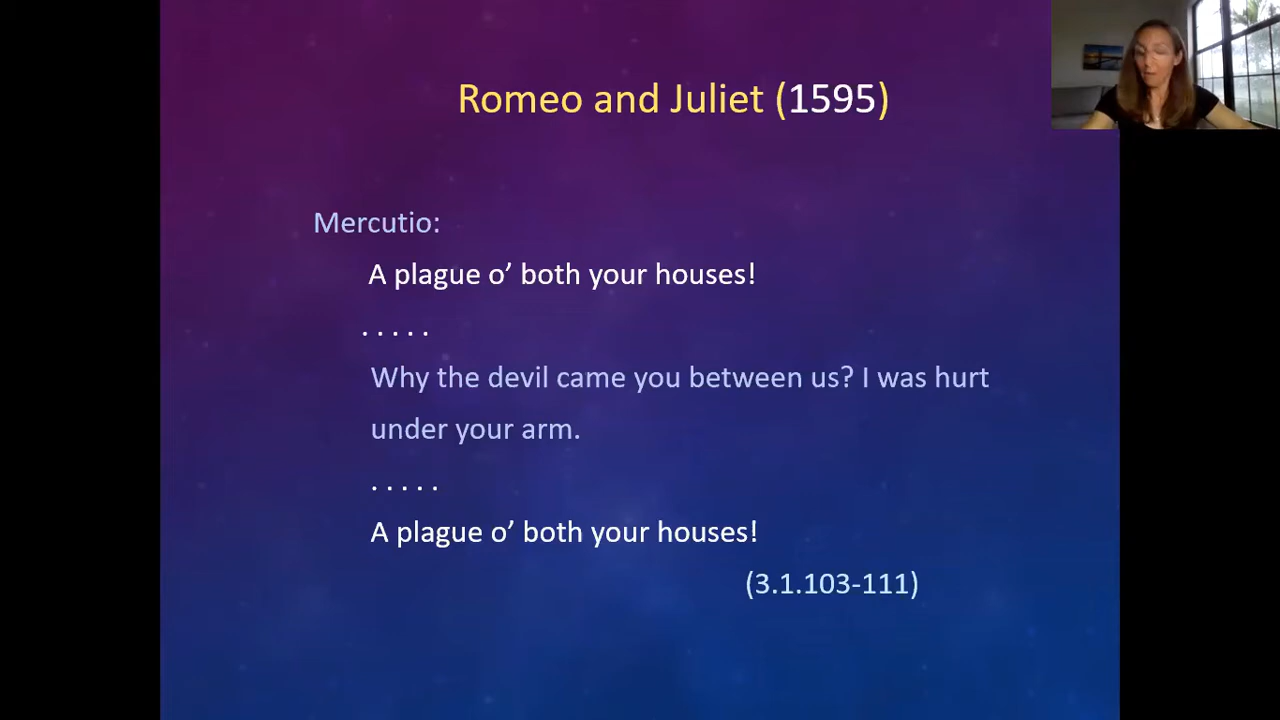 Romeo and Juliet (1595)
Mercutio:
A plague o’ both your houses!
. . . . .
Why the devil came you between us? I was hurt
under your arm.
. . . . .
A plague o’ both your houses!
(3.1.103-111)